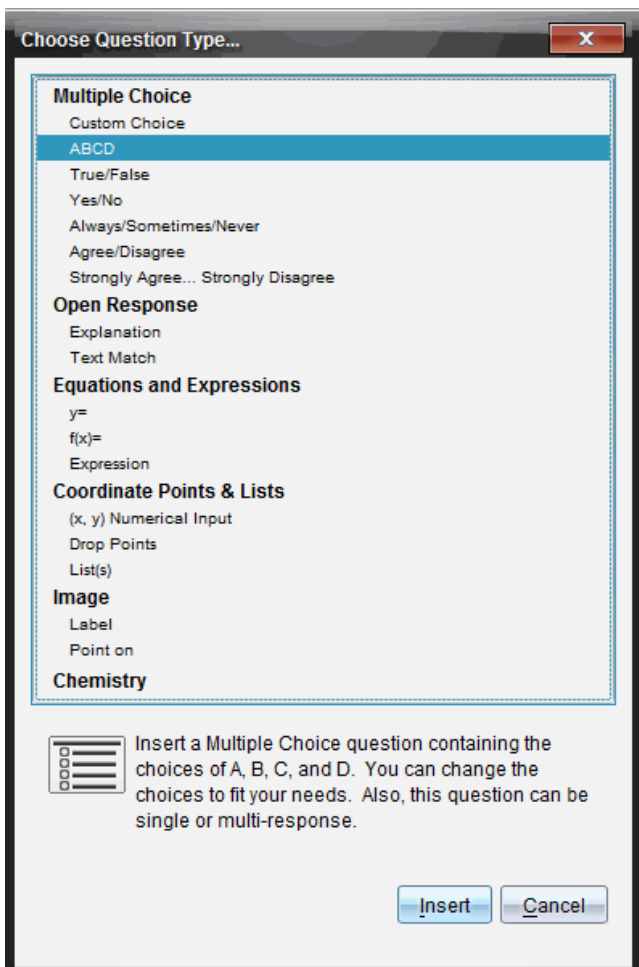 Choose Question Type...
Multiple Choice
Custom Choice
ABCD
True/False
Yes/No
Always/Sometimes/Never
Agree/Disagree
Strongly Agree... Strongly Disagree
Open Response
Explanation
Text Match
Equations and Expressions
y=
f(x)=
Expression
Coordinate Points & Lists
(x, y) Numerical Input
Drop Points
List(s)
Image
Label
Point on
Chemistry
Insert a Multiple Choice question containing the
choices of A, B, C, and D.  You can change the
choices to fit your needs.  Also, this question can be
single or multi-response.
Insert
Cancel